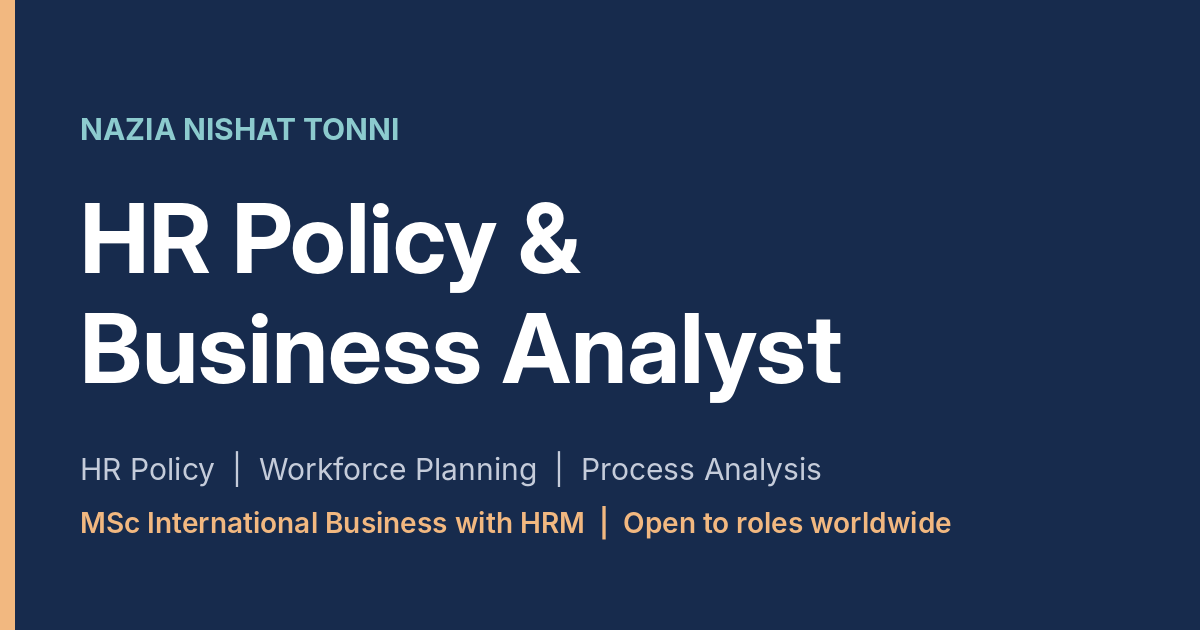 NAZIA NISHAT TONNI
HR Policy &
Business Analyst
HR Policy | Workforce Planning | Process Analysis
MSc International Business with HRM | Open to roles worldwide